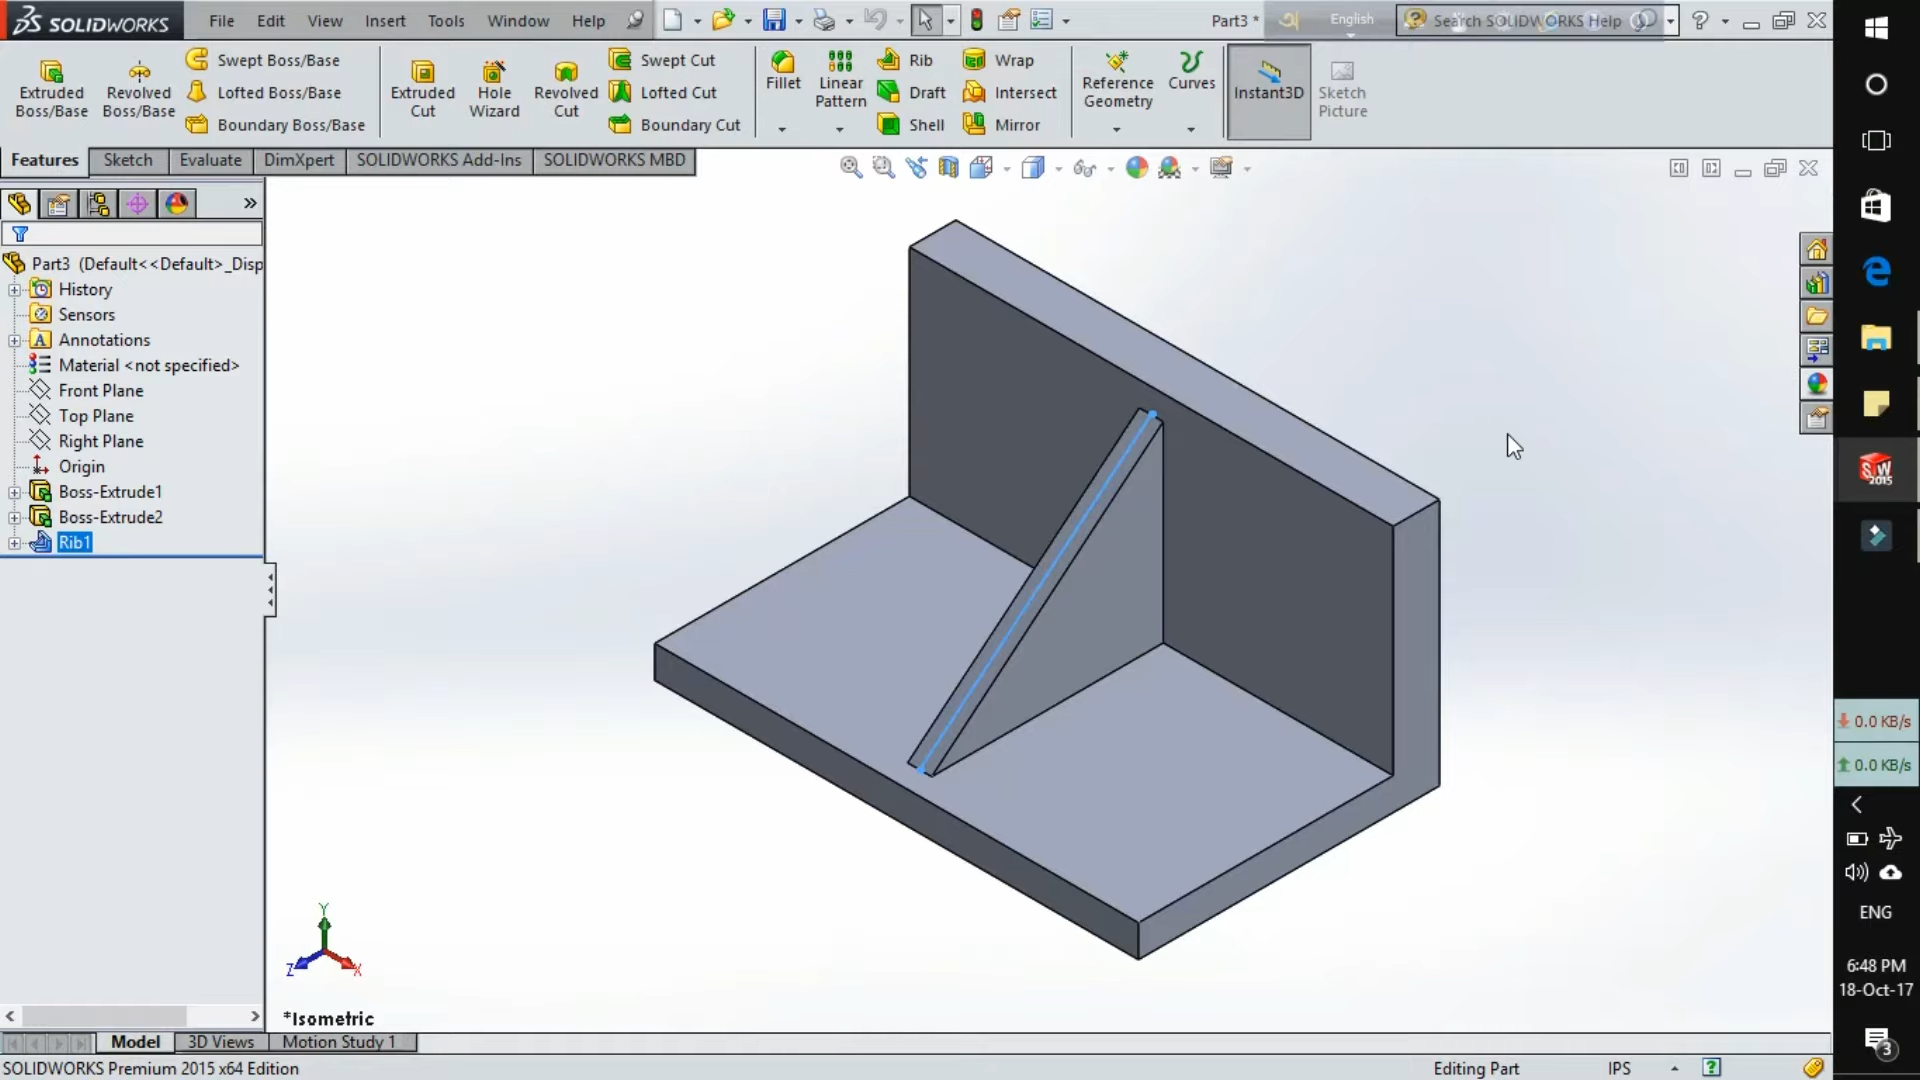 SOLIDWORKS File Edit View Insert Tools Window Help Part3 * English Search SOLIDWORKS Help
Extruded Boss/Base
Revolved Boss/Base
Swept Boss/Base
Lofted Boss/Base
Boundary Boss/Base
Extruded Cut
Hole Wizard
Revolved Cut
Swept Cut
Lofted Cut
Boundary Cut
Fillet
Linear Pattern
Rib
Draft
Shell
Wrap
Intersect
Mirror
Reference Geometry
Curves
Instant3D
Sketch Picture
Features Sketch Evaluate DimXpert SOLIDWORKS Add-Ins SOLIDWORKS MBD
Part3 (Default<<Default>_Disp
History
Sensors
Annotations
Material <not specified>
Front Plane
Top Plane
Right Plane
Origin
Boss-Extrude1
Boss-Extrude2
Rib1
Y
Z
X
*Isometric
Model 3D Views Motion Study 1
SOLIDWORKS Premium 2015 x64 Edition Editing Part IPS
SW
2015
0.0 KB/s
0.0 KB/s
ENG
6:48 PM
18-Oct-17
3